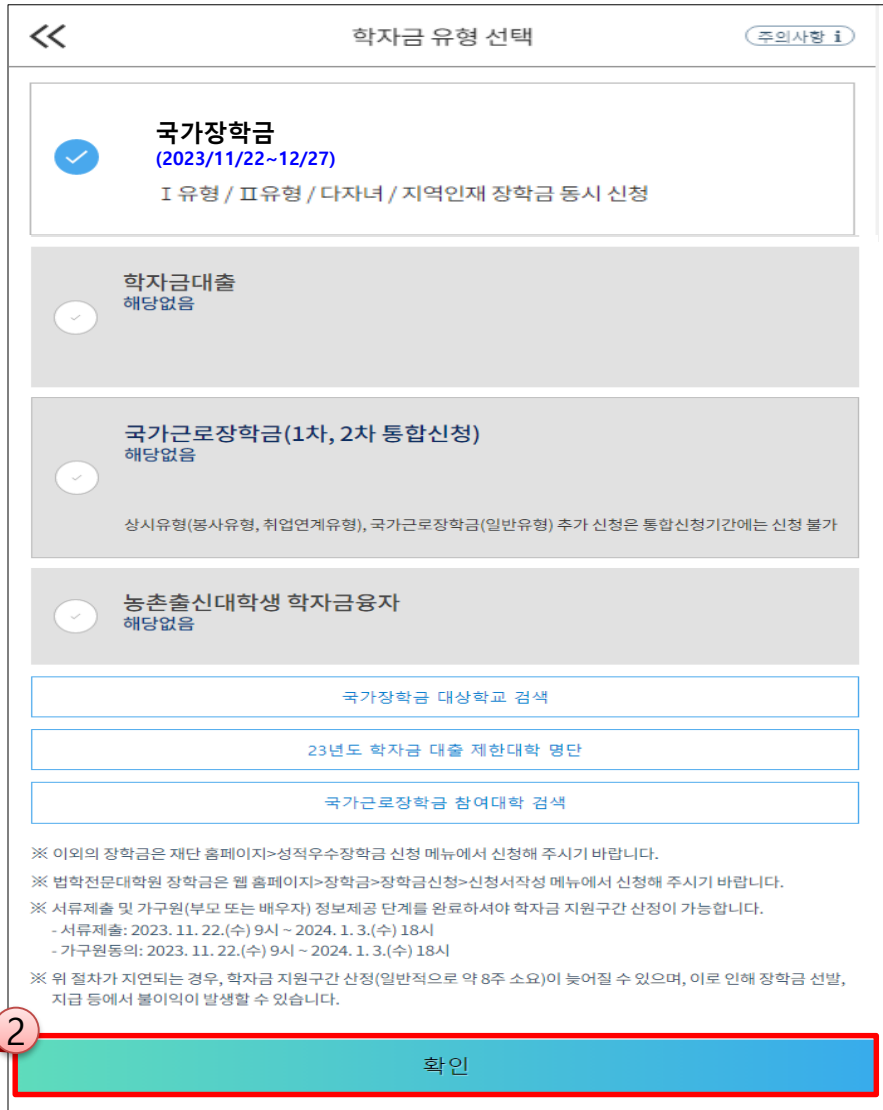 학자금 유형 선택
주의사항 i
국가장학금
(2023/11/22~12/27)
Ⅰ유형 / Ⅱ유형 / 다자녀 / 지역인재 장학금 동시 신청
학자금대출
해당없음
국가근로장학금(1차, 2차 통합신청)
해당없음
상시유형(봉사유형, 취업연계유형), 국가근로장학금(일반유형) 추가 신청은 통합신청기간에는 신청 불가
농촌출신대학생 학자금융자
해당없음
국가장학금 대상학교 검색
23년도 학자금 대출 제한대학 명단
국가근로장학금 참여대학 검색
※ 이외의 장학금은 재단 홈페이지>성적우수장학금 신청 메뉴에서 신청해 주시기 바랍니다.
※ 법학전문대학원 장학금은 웹 홈페이지>장학금>장학금신청>신청서작성 메뉴에서 신청해 주시기 바랍니다.
※ 서류제출 및 가구원(부모 또는 배우자) 정보제공 단계를 완료하셔야 학자금 지원구간 산정이 가능합니다.
- 서류제출: 2023. 11. 22.(수) 9시 ~ 2024. 1. 3.(수) 18시
- 가구원동의: 2023. 11. 22.(수) 9시 ~ 2024. 1. 3.(수) 18시
※ 위 절차가 지연되는 경우, 학자금 지원구간 산정(일반적으로 약 8주 소요)이 늦어질 수 있으며, 이로 인해 장학금 선발,
지급 등에서 불이익이 발생할 수 있습니다.
2
확인